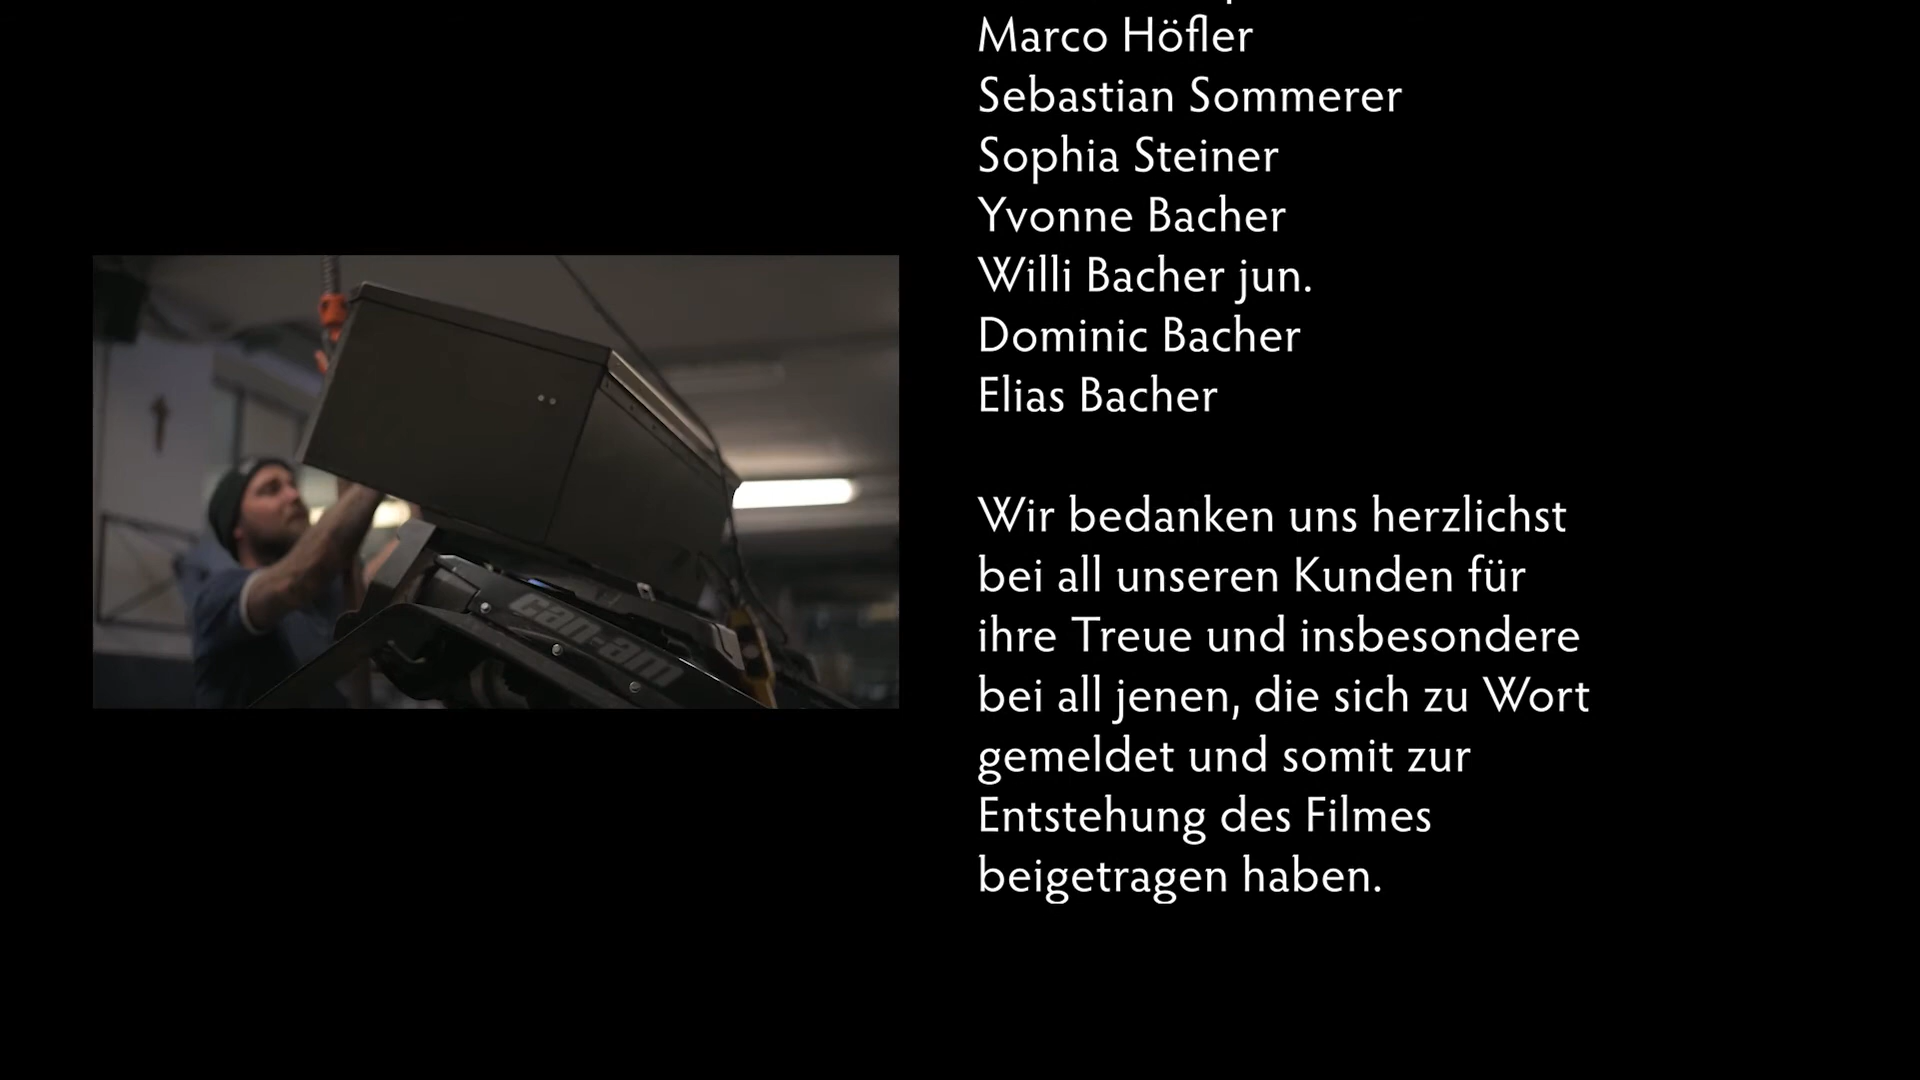 Marco Höfler
Sebastian Sommerer
Sophia Steiner
Yvonne Bacher
Willi Bacher jun.
Dominic Bacher
Elias Bacher
Wir bedanken uns herzlichst
bei all unseren Kunden für
ihre Treue und insbesondere
bei all jenen, die sich zu Wort
gemeldet und somit zur
Entstehung des Filmes
beigetragen haben.
can-am